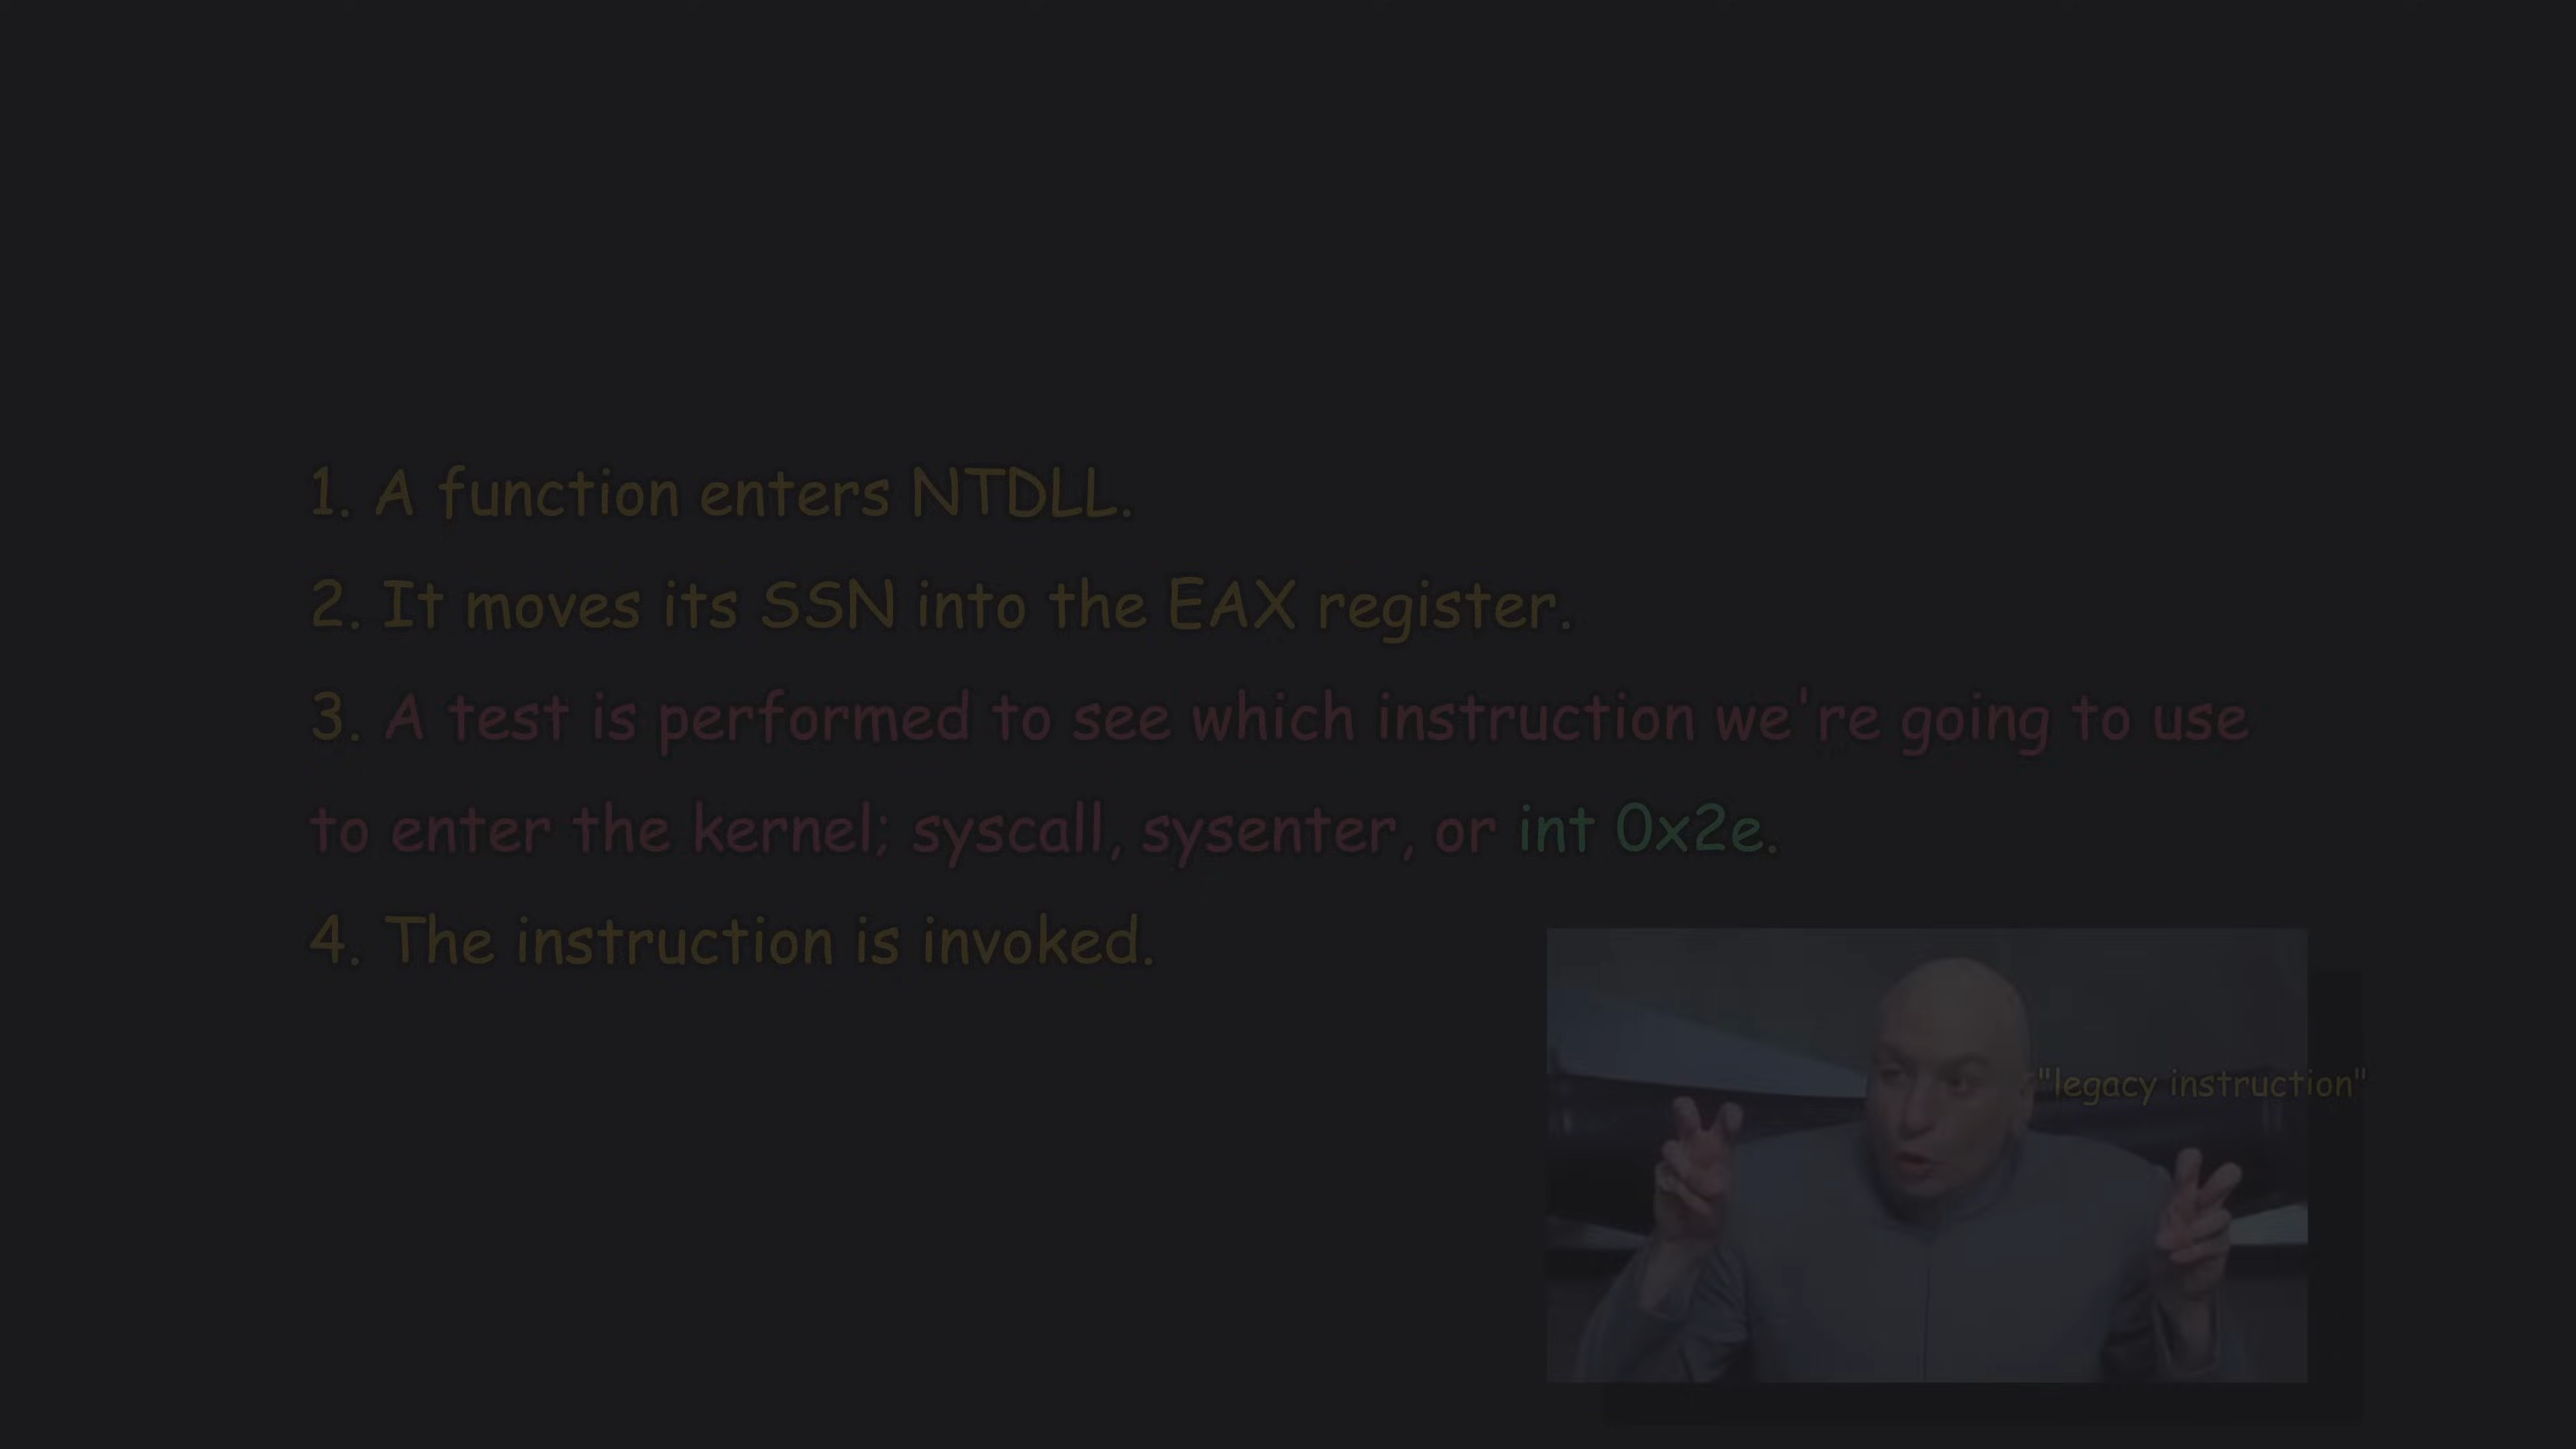 1. A function enters NTDLL.
2. It moves its SSN into the EAX register.
3. A test is performed to see which instruction we're going to use
to enter the kernel; syscall, sysenter, or int 0x2e.
4. The instruction is invoked.
"legacy instruction"